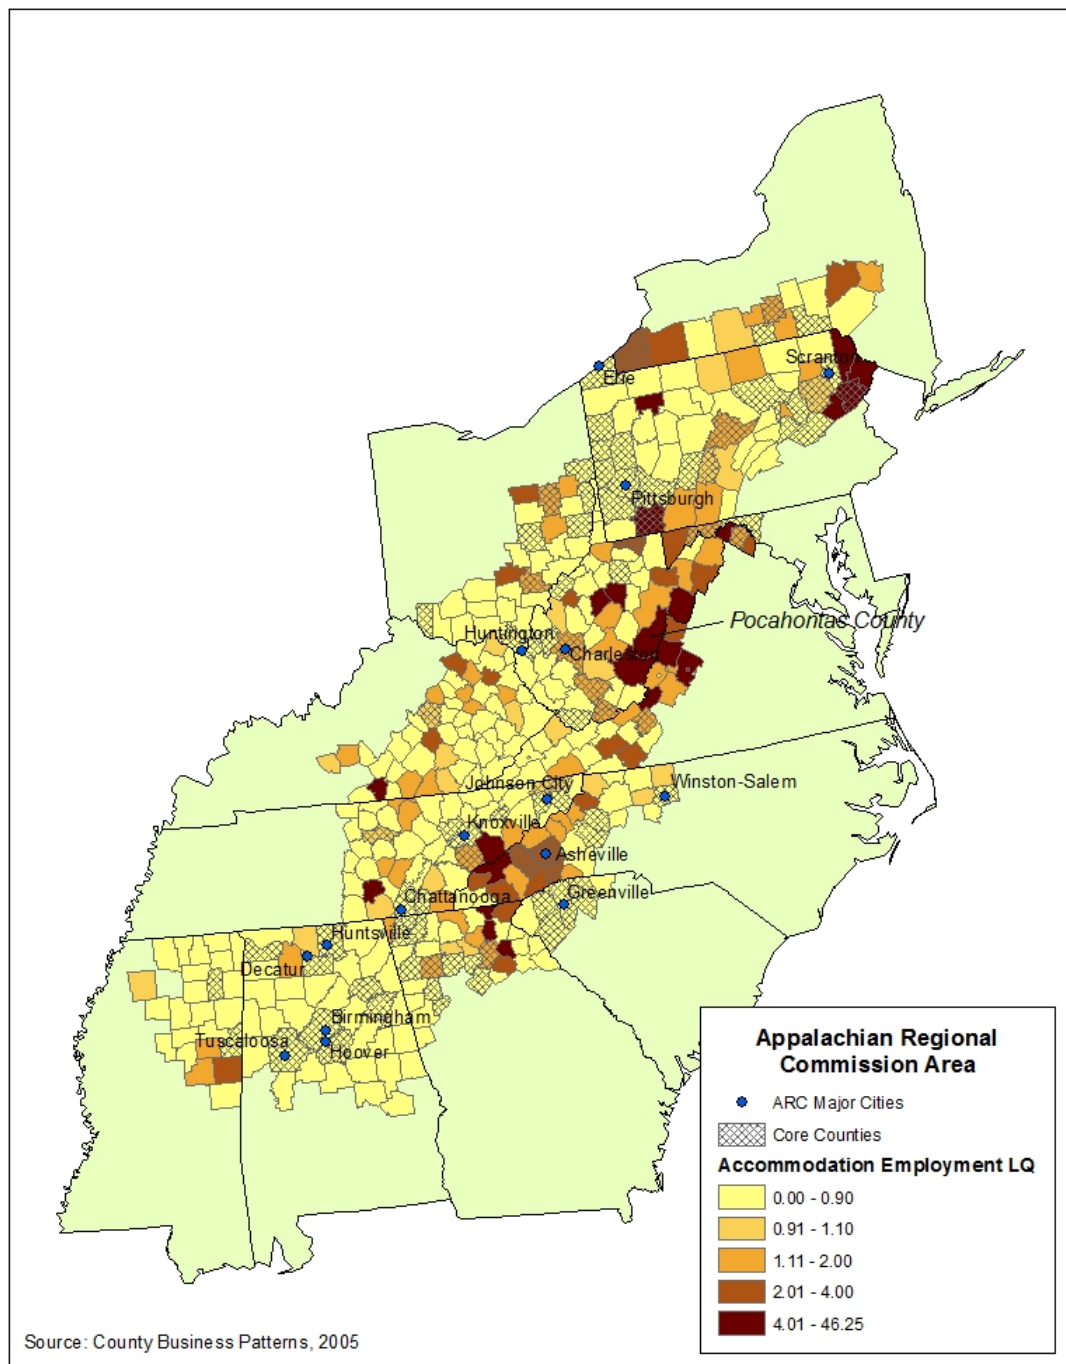 Scranton
Erie
Pittsburgh
Pocahontas County
Huntington
Charleston
Johnson City
Winston-Salem
Knoxville
Asheville
Chattanooga
Greenville
Huntsville
Decatur
Birmingham
Tuscaloosa
Hoover
Appalachian Regional
Commission Area
ARC Major Cities
Core Counties
Accommodation Employment LQ
0.00 - 0.90
0.91 - 1.10
1.11 - 2.00
2.01 - 4.00
4.01 - 46.25
Source: County Business Patterns, 2005